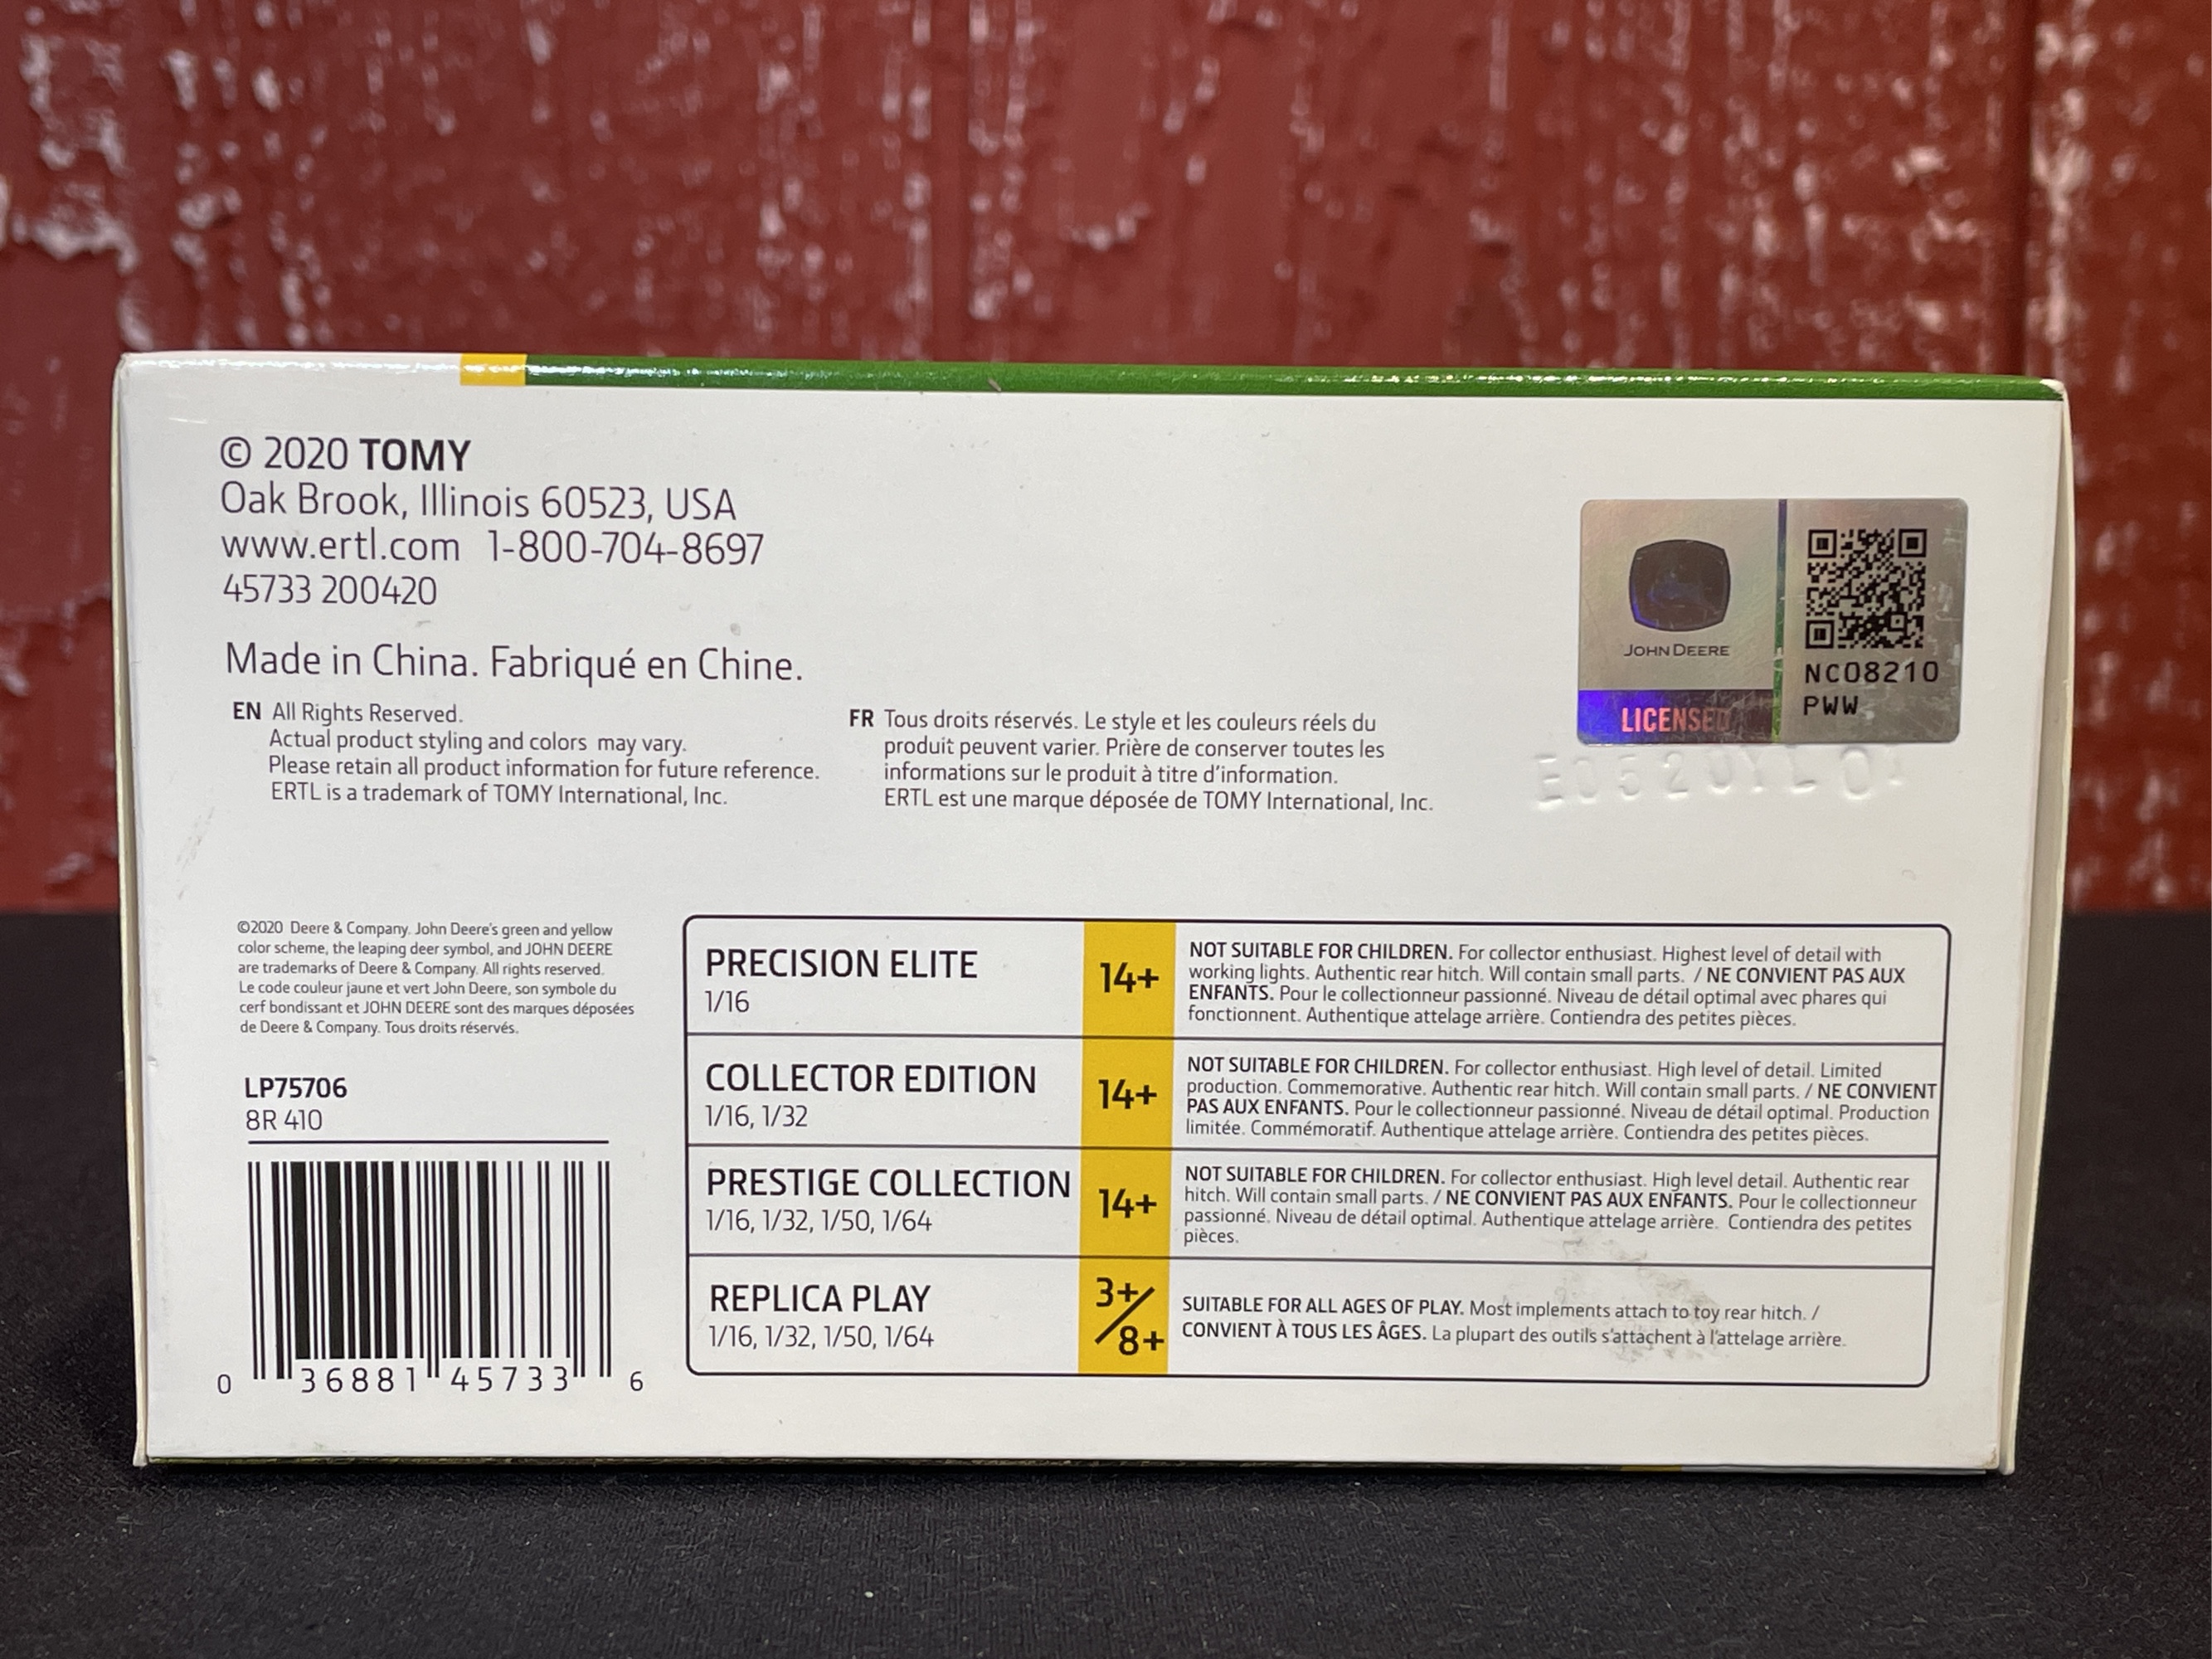 © 2020 TOMY
Oak Brook, Illinois 60523, USA
www.ertl.com 1-800-704-8697
45733 200420
Made in China. Fabriqué en Chine.
EN All Rights Reserved.
Actual product styling and colors may vary.
Please retain all product information for future reference.
ERTL is a trademark of TOMY International, Inc.
FR Tous droits réservés. Le style et les couleurs réels du
produit peuvent varier. Prière de conserver toutes les
informations sur le produit à titre d'information.
ERTL est une marque déposée de TOMY International, Inc.
JOHN DEERE
LICENSED
NC08210
PWW
©2020 Deere & Company. John Deere's green and yellow
color scheme, the leaping deer symbol, and JOHN DEERE
are trademarks of Deere & Company. All rights reserved.
Le code couleur jaune et vert John Deere, son symbole du
cerf bondissant et JOHN DEERE sont des marques déposées
de Deere & Company. Tous droits réservés.
LP75706
8R 410
0 36881 45733 6
PRECISION ELITE
1/16
14+
NOT SUITABLE FOR CHILDREN. For collector enthusiast. Highest level of detail with
working lights. Authentic rear hitch. Will contain small parts. / NE CONVIENT PAS AUX
ENFANTS. Pour le collectionneur passionné. Niveau de détail optimal avec phares qui
fonctionnent. Authentique attelage arrière. Contiendra des petites pièces.
COLLECTOR EDITION
1/16, 1/32
14+
NOT SUITABLE FOR CHILDREN. For collector enthusiast. High level of detail. Limited
production. Commemorative. Authentic rear hitch. Will contain small parts. / NE CONVIENT
PAS AUX ENFANTS. Pour le collectionneur passionné. Niveau de détail optimal. Production
limitée. Commémoratif. Authentique attelage arrière. Contiendra des petites pièces.
PRESTIGE COLLECTION
1/16, 1/32, 1/50, 1/64
14+
NOT SUITABLE FOR CHILDREN. For collector enthusiast. High level detail. Authentic rear
hitch. Will contain small parts. / NE CONVIENT PAS AUX ENFANTS. Pour le collectionneur
passionné. Niveau de détail optimal. Authentique attelage arrière. Contiendra des petites
pièces.
REPLICA PLAY
1/16, 1/32, 1/50, 1/64
3+/8+
SUITABLE FOR ALL AGES OF PLAY. Most implements attach to toy rear hitch. /
CONVIENT À TOUS LES ÂGES. La plupart des outils s'attachent à l'attelage arrière.